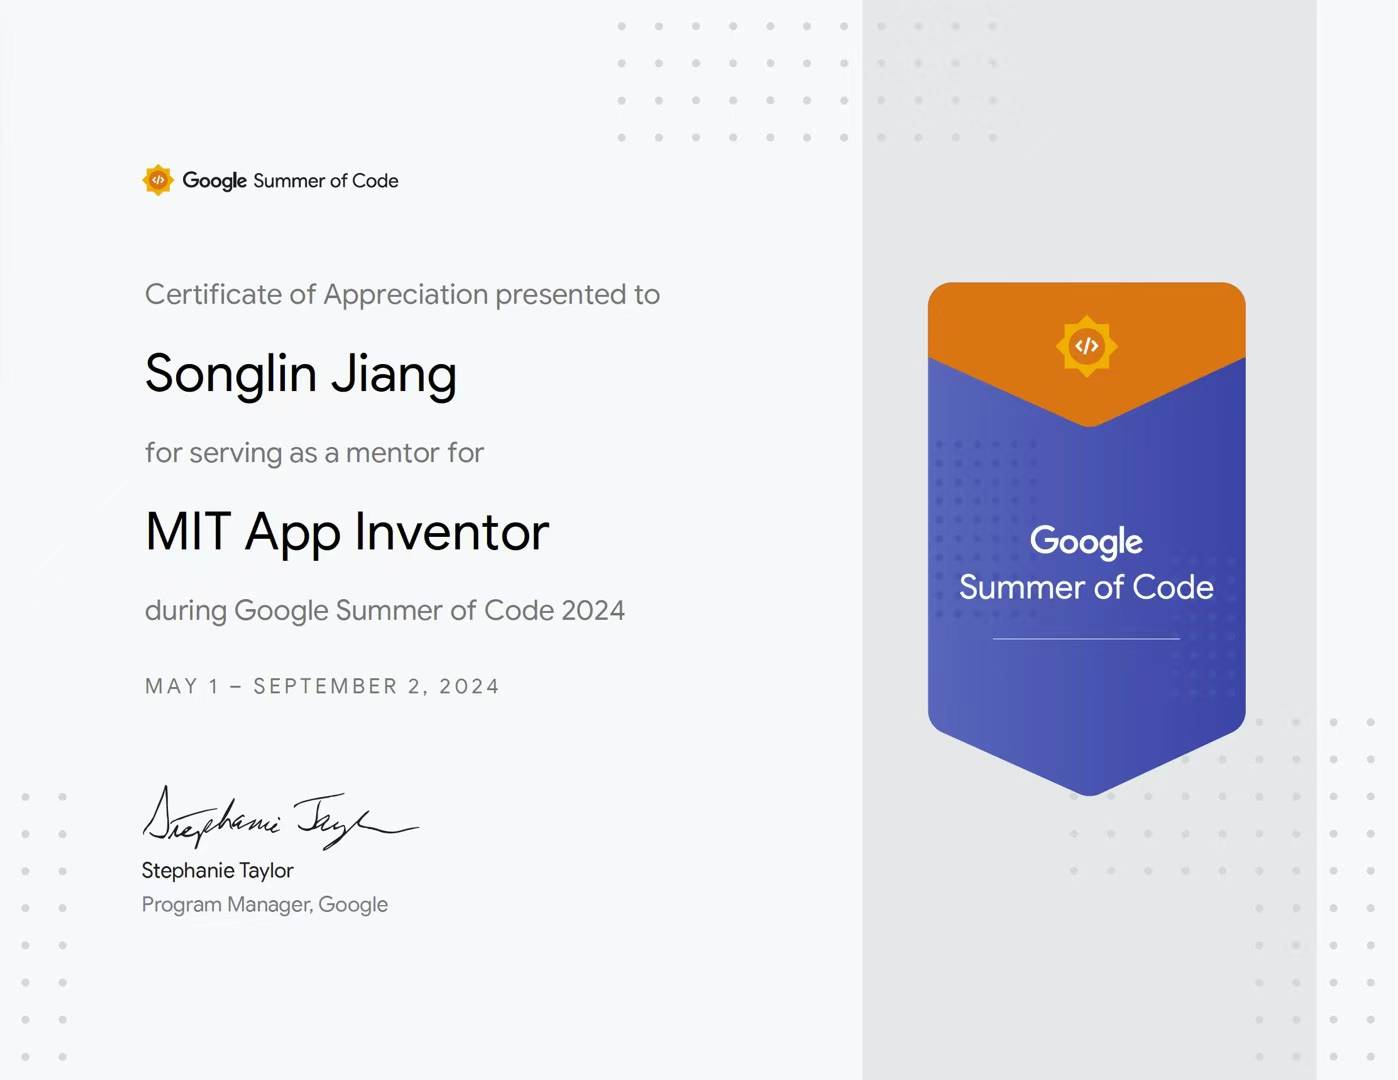 Google Summer of Code
Certificate of Appreciation presented to
Songlin Jiang
for serving as a mentor for
MIT App Inventor
during Google Summer of Code 2024
MAY 1 – SEPTEMBER 2, 2024
Stephanie Taylor
Stephanie Taylor
Program Manager, Google
</>
Google
Summer of Code